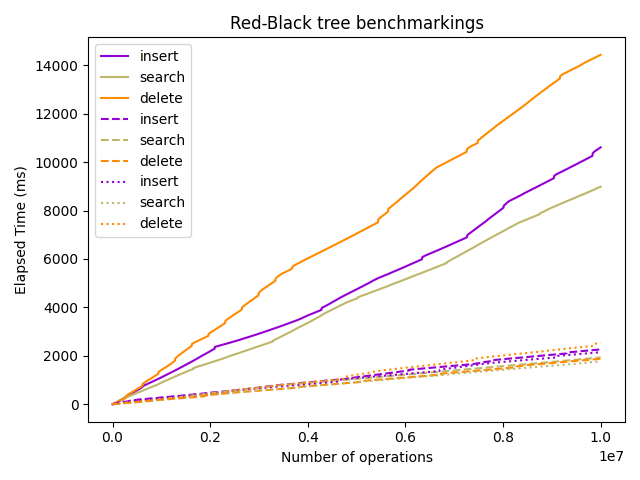 Red-Black tree benchmarkings
insert
search
delete
insert
search
delete
insert
search
delete
Elapsed Time (ms)
14000
12000
10000
8000
6000
4000
2000
0
0.0
0.2
0.4
0.6
0.8
1.0
1e7
Number of operations